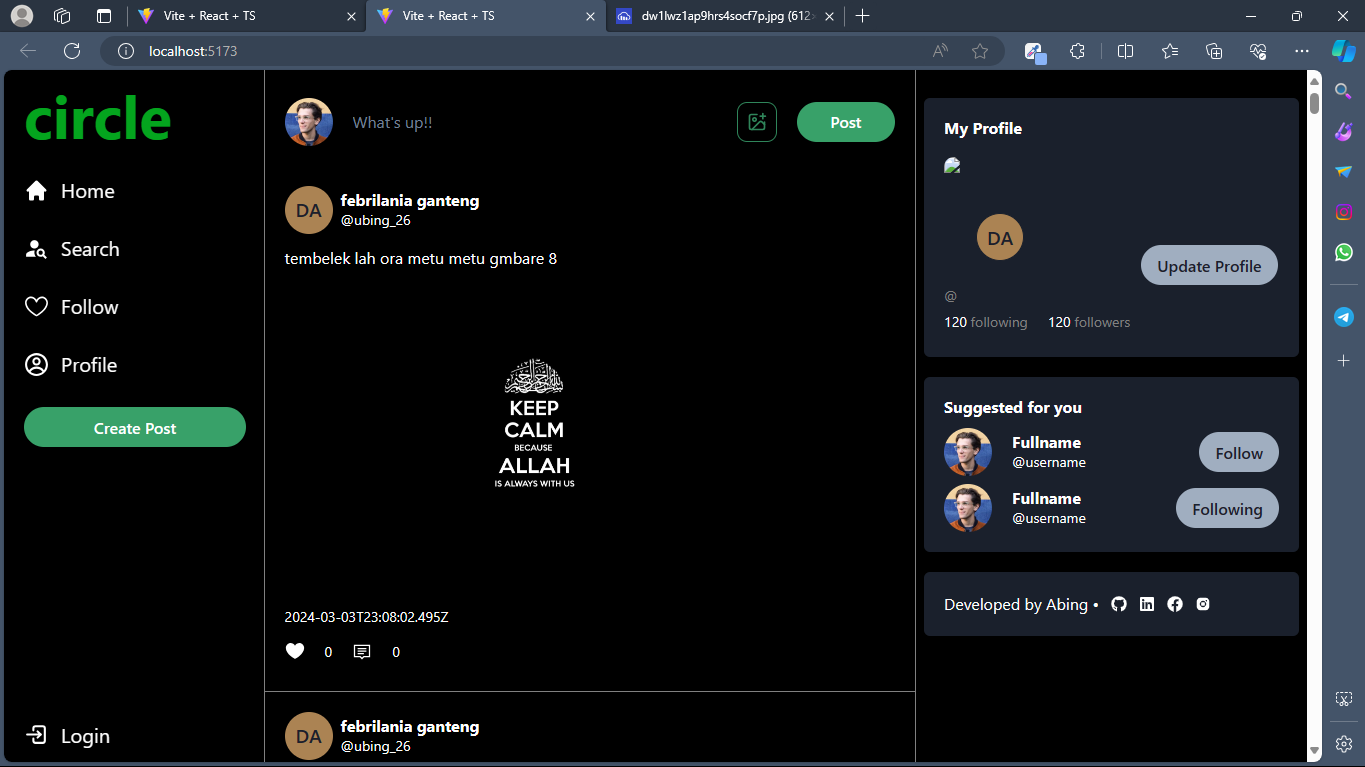 Vite + React + TS
Vite + React + TS
dw1lwz1ap9hrs4socf7p.jpg (612
localhost:5173
circle
Home
Search
Follow
Profile
Create Post
Login
What's up!!
Post
DA
febrilania ganteng
@ubing_26
tembelek lah ora metu metu gmbare 8
KEEP
CALM
BECAUSE
ALLAH
IS ALWAYS WITH US
2024-03-03T23:08:02.495Z
0
0
DA
febrilania ganteng
@ubing_26
My Profile
DA
Update Profile
@
120 following 120 followers
Suggested for you
Fullname
@username
Follow
Fullname
@username
Following
Developed by Abing •